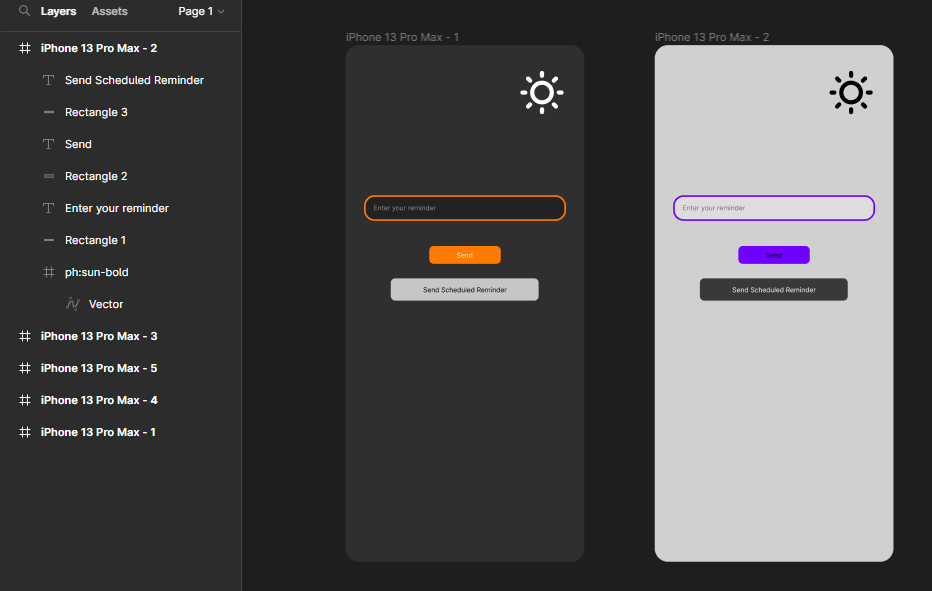 Layers Assets Page 1
iPhone 13 Pro Max - 2
Send Scheduled Reminder
Rectangle 3
Send
Rectangle 2
Enter your reminder
Rectangle 1
ph:sun-bold
Vector
iPhone 13 Pro Max - 3
iPhone 13 Pro Max - 5
iPhone 13 Pro Max - 4
iPhone 13 Pro Max - 1
iPhone 13 Pro Max - 1
Enter your reminder
Send
Send Scheduled Reminder
iPhone 13 Pro Max - 2
Enter your reminder
Send
Send Scheduled Reminder